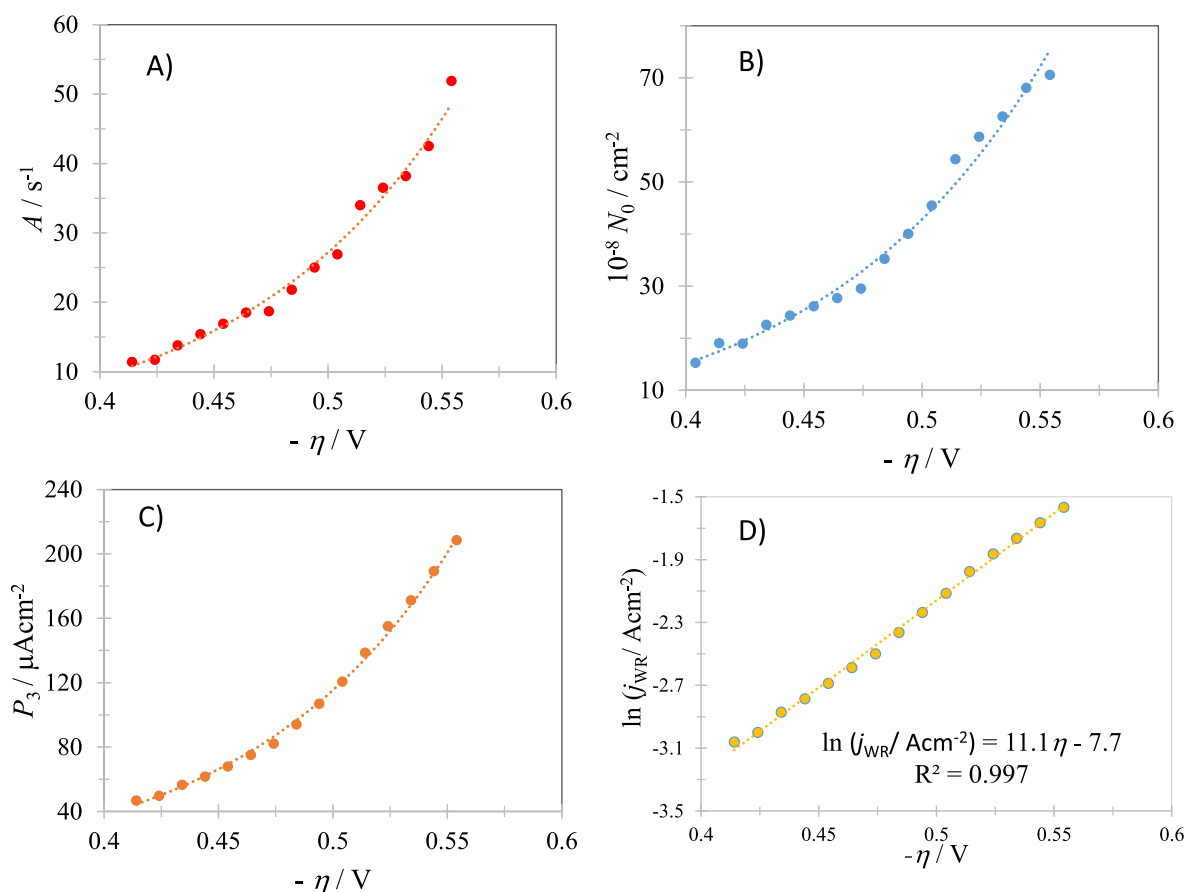 A)
A / s⁻¹
60
50
40
30
20
10
0.4 0.45 0.5 0.55 0.6
- η / V
B)
10⁻⁸ N₀ / cm⁻²
70
50
30
10
0.4 0.45 0.5 0.55 0.6
- η / V
C)
P₃ / µAcm⁻²
240
200
160
120
80
40
0.4 0.45 0.5 0.55 0.6
- η / V
D)
ln (j_WR/ Acm⁻²)
-1.5
-1.9
-2.3
-2.7
-3.1
-3.5
ln (j_WR/ Acm⁻²) = 11.1η - 7.7
R² = 0.997
0.4 0.45 0.5 0.55 0.6
-η / V